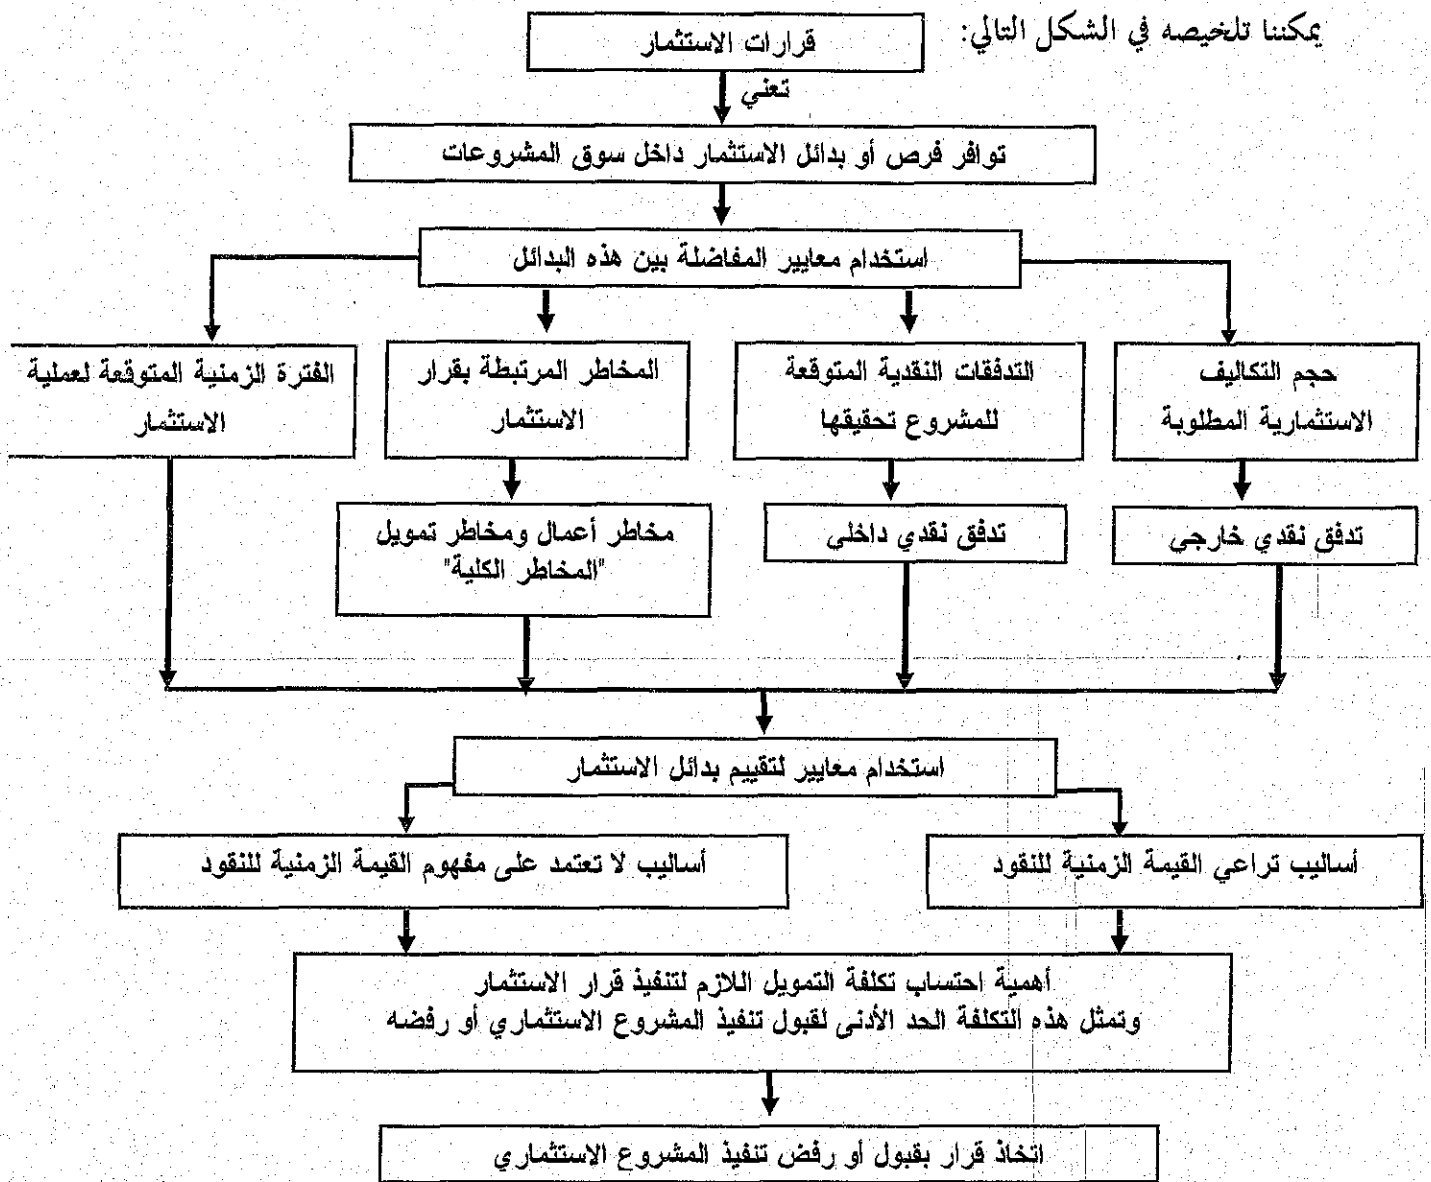 يمكننا تلخيصه في الشكل التالي:
قرارات الاستثمار
تعني
توافر فرص أو بدائل الاستثمار داخل سوق المشروعات
استخدام معايير المفاضلة بين هذه البدائل
حجم التكاليف
الاستثمارية المطلوبة
التدفقات النقدية المتوقعة
للمشروع تحقيقها
المخاطر المرتبطة بقرار
الاستثمار
الفترة الزمنية المتوقعة لعملية
الاستثمار
تدفق نقدي خارجي
تدفق نقدي داخلي
مخاطر أعمال ومخاطر تمويل
"المخاطر الكلية"
استخدام معايير لتقييم بدائل الاستثمار
أساليب تراعي القيمة الزمنية للنقود
أساليب لا تعتمد على مفهوم القيمة الزمنية للنقود
أهمية احتساب تكلفة التمويل اللازم لتنفيذ قرار الاستثمار
وتمثل هذه التكلفة الحد الأدنى لقبول تنفيذ المشروع الاستثماري أو رفضه
اتخاذ قرار بقبول أو رفض تنفيذ المشروع الاستثماري